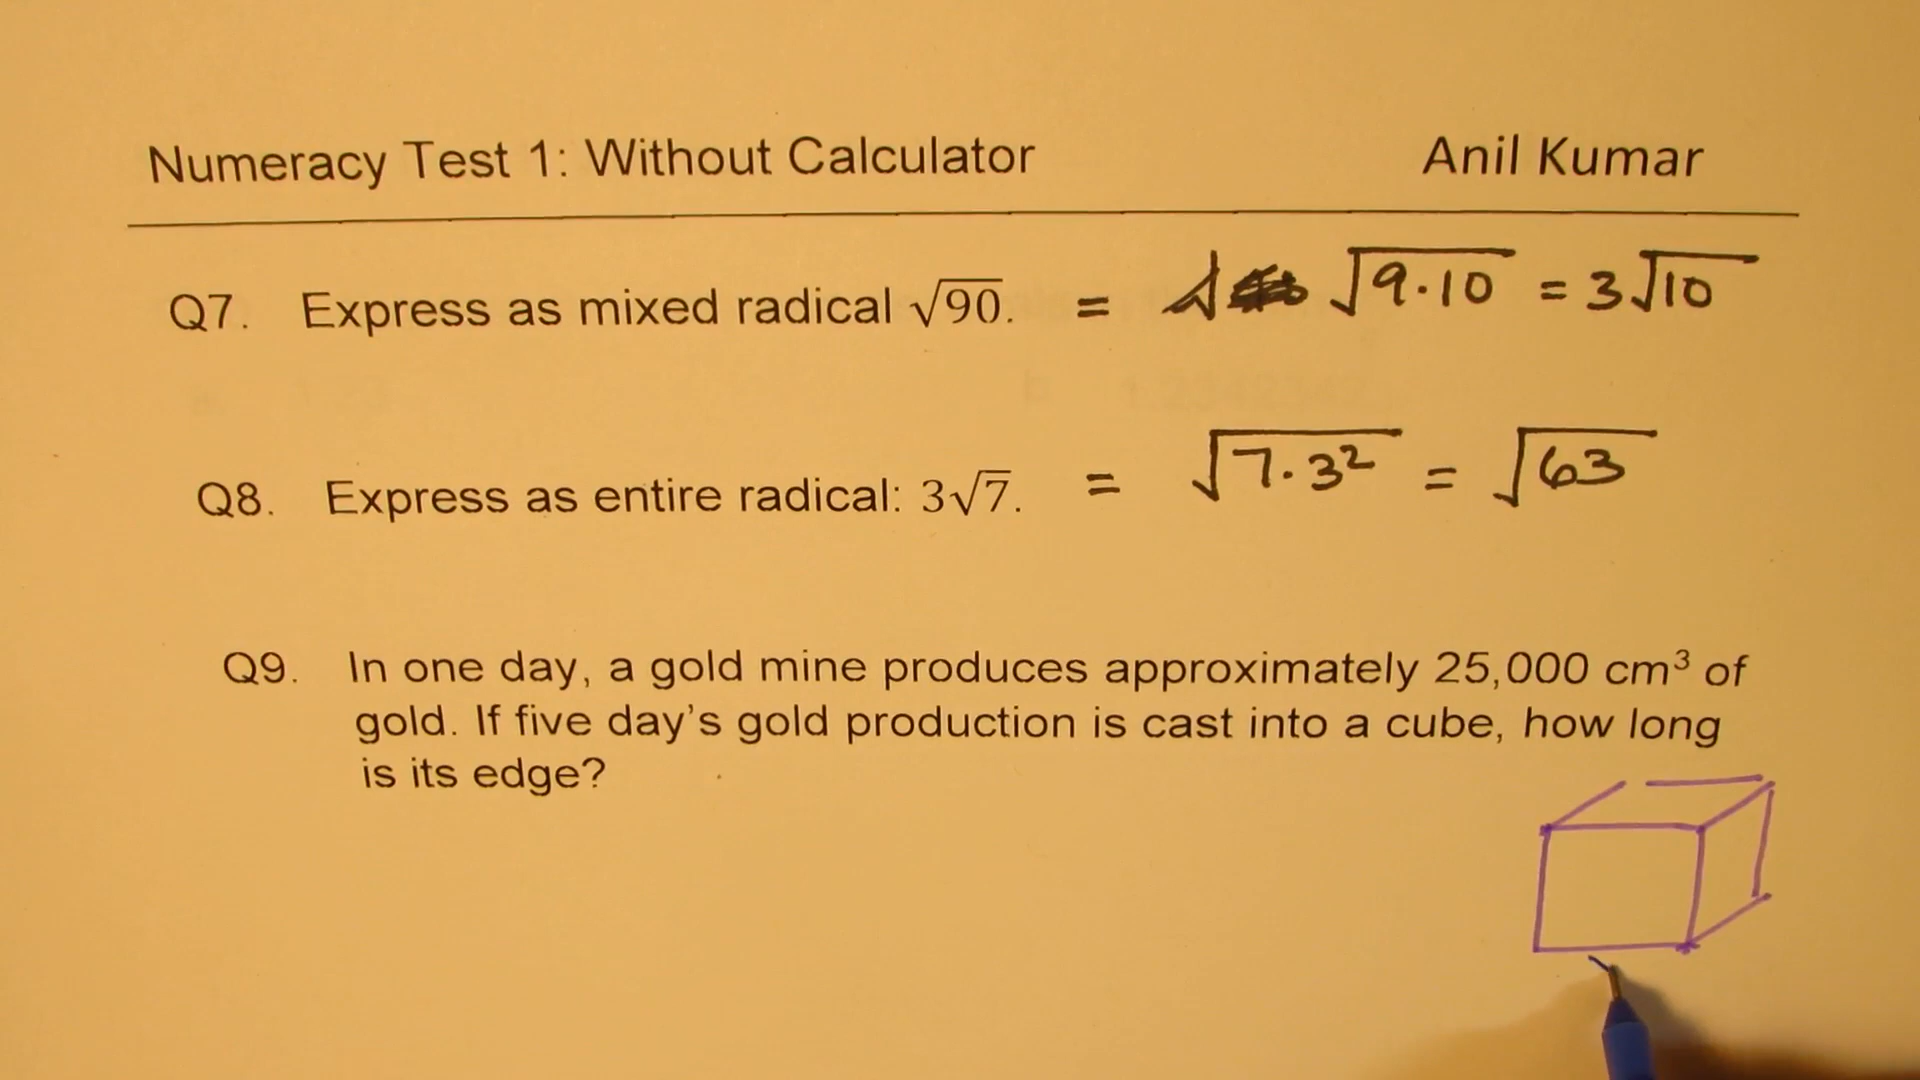 Numeracy Test 1: Without Calculator Anil Kumar
Q7. Express as mixed radical √90. = √9·10 = 3√10
Q8. Express as entire radical: 3√7. = √7·3² = √63
Q9. In one day, a gold mine produces approximately 25,000 cm³ of
gold. If five day's gold production is cast into a cube, how long
is its edge?